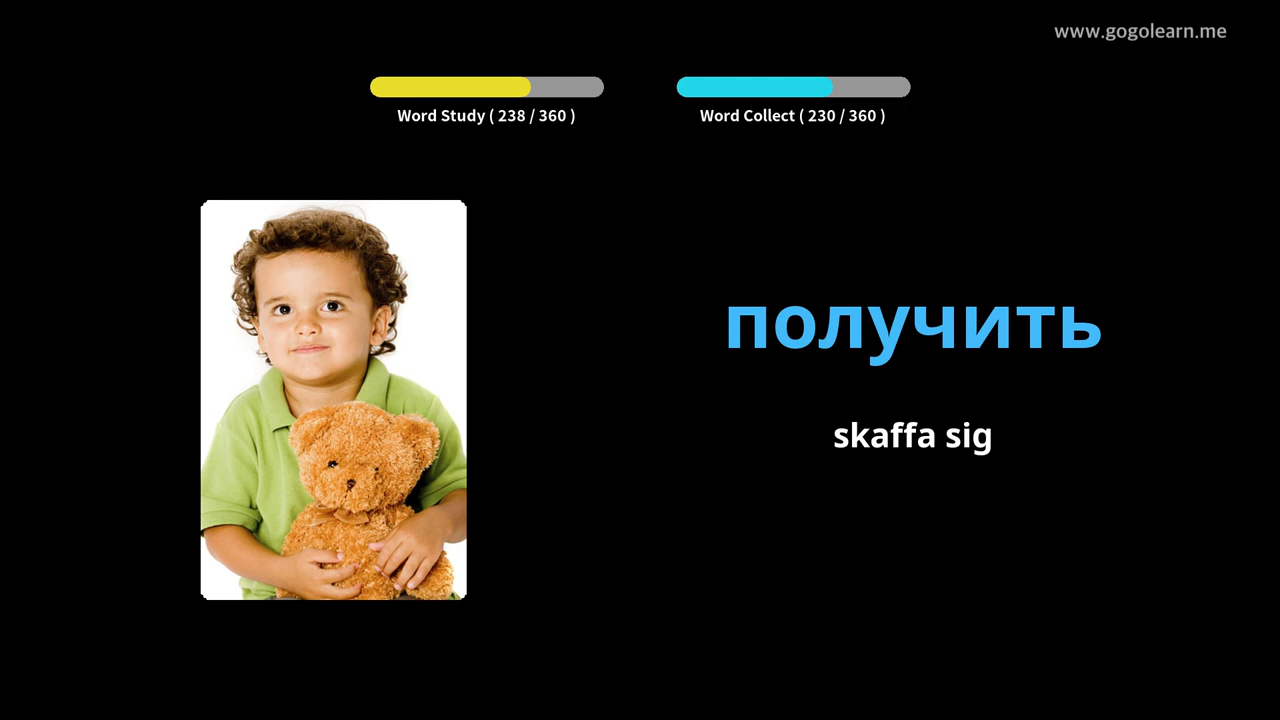 www.gogolearn.me
Word Study ( 238 / 360 )
Word Collect ( 230 / 360 )
получить
skaffa sig